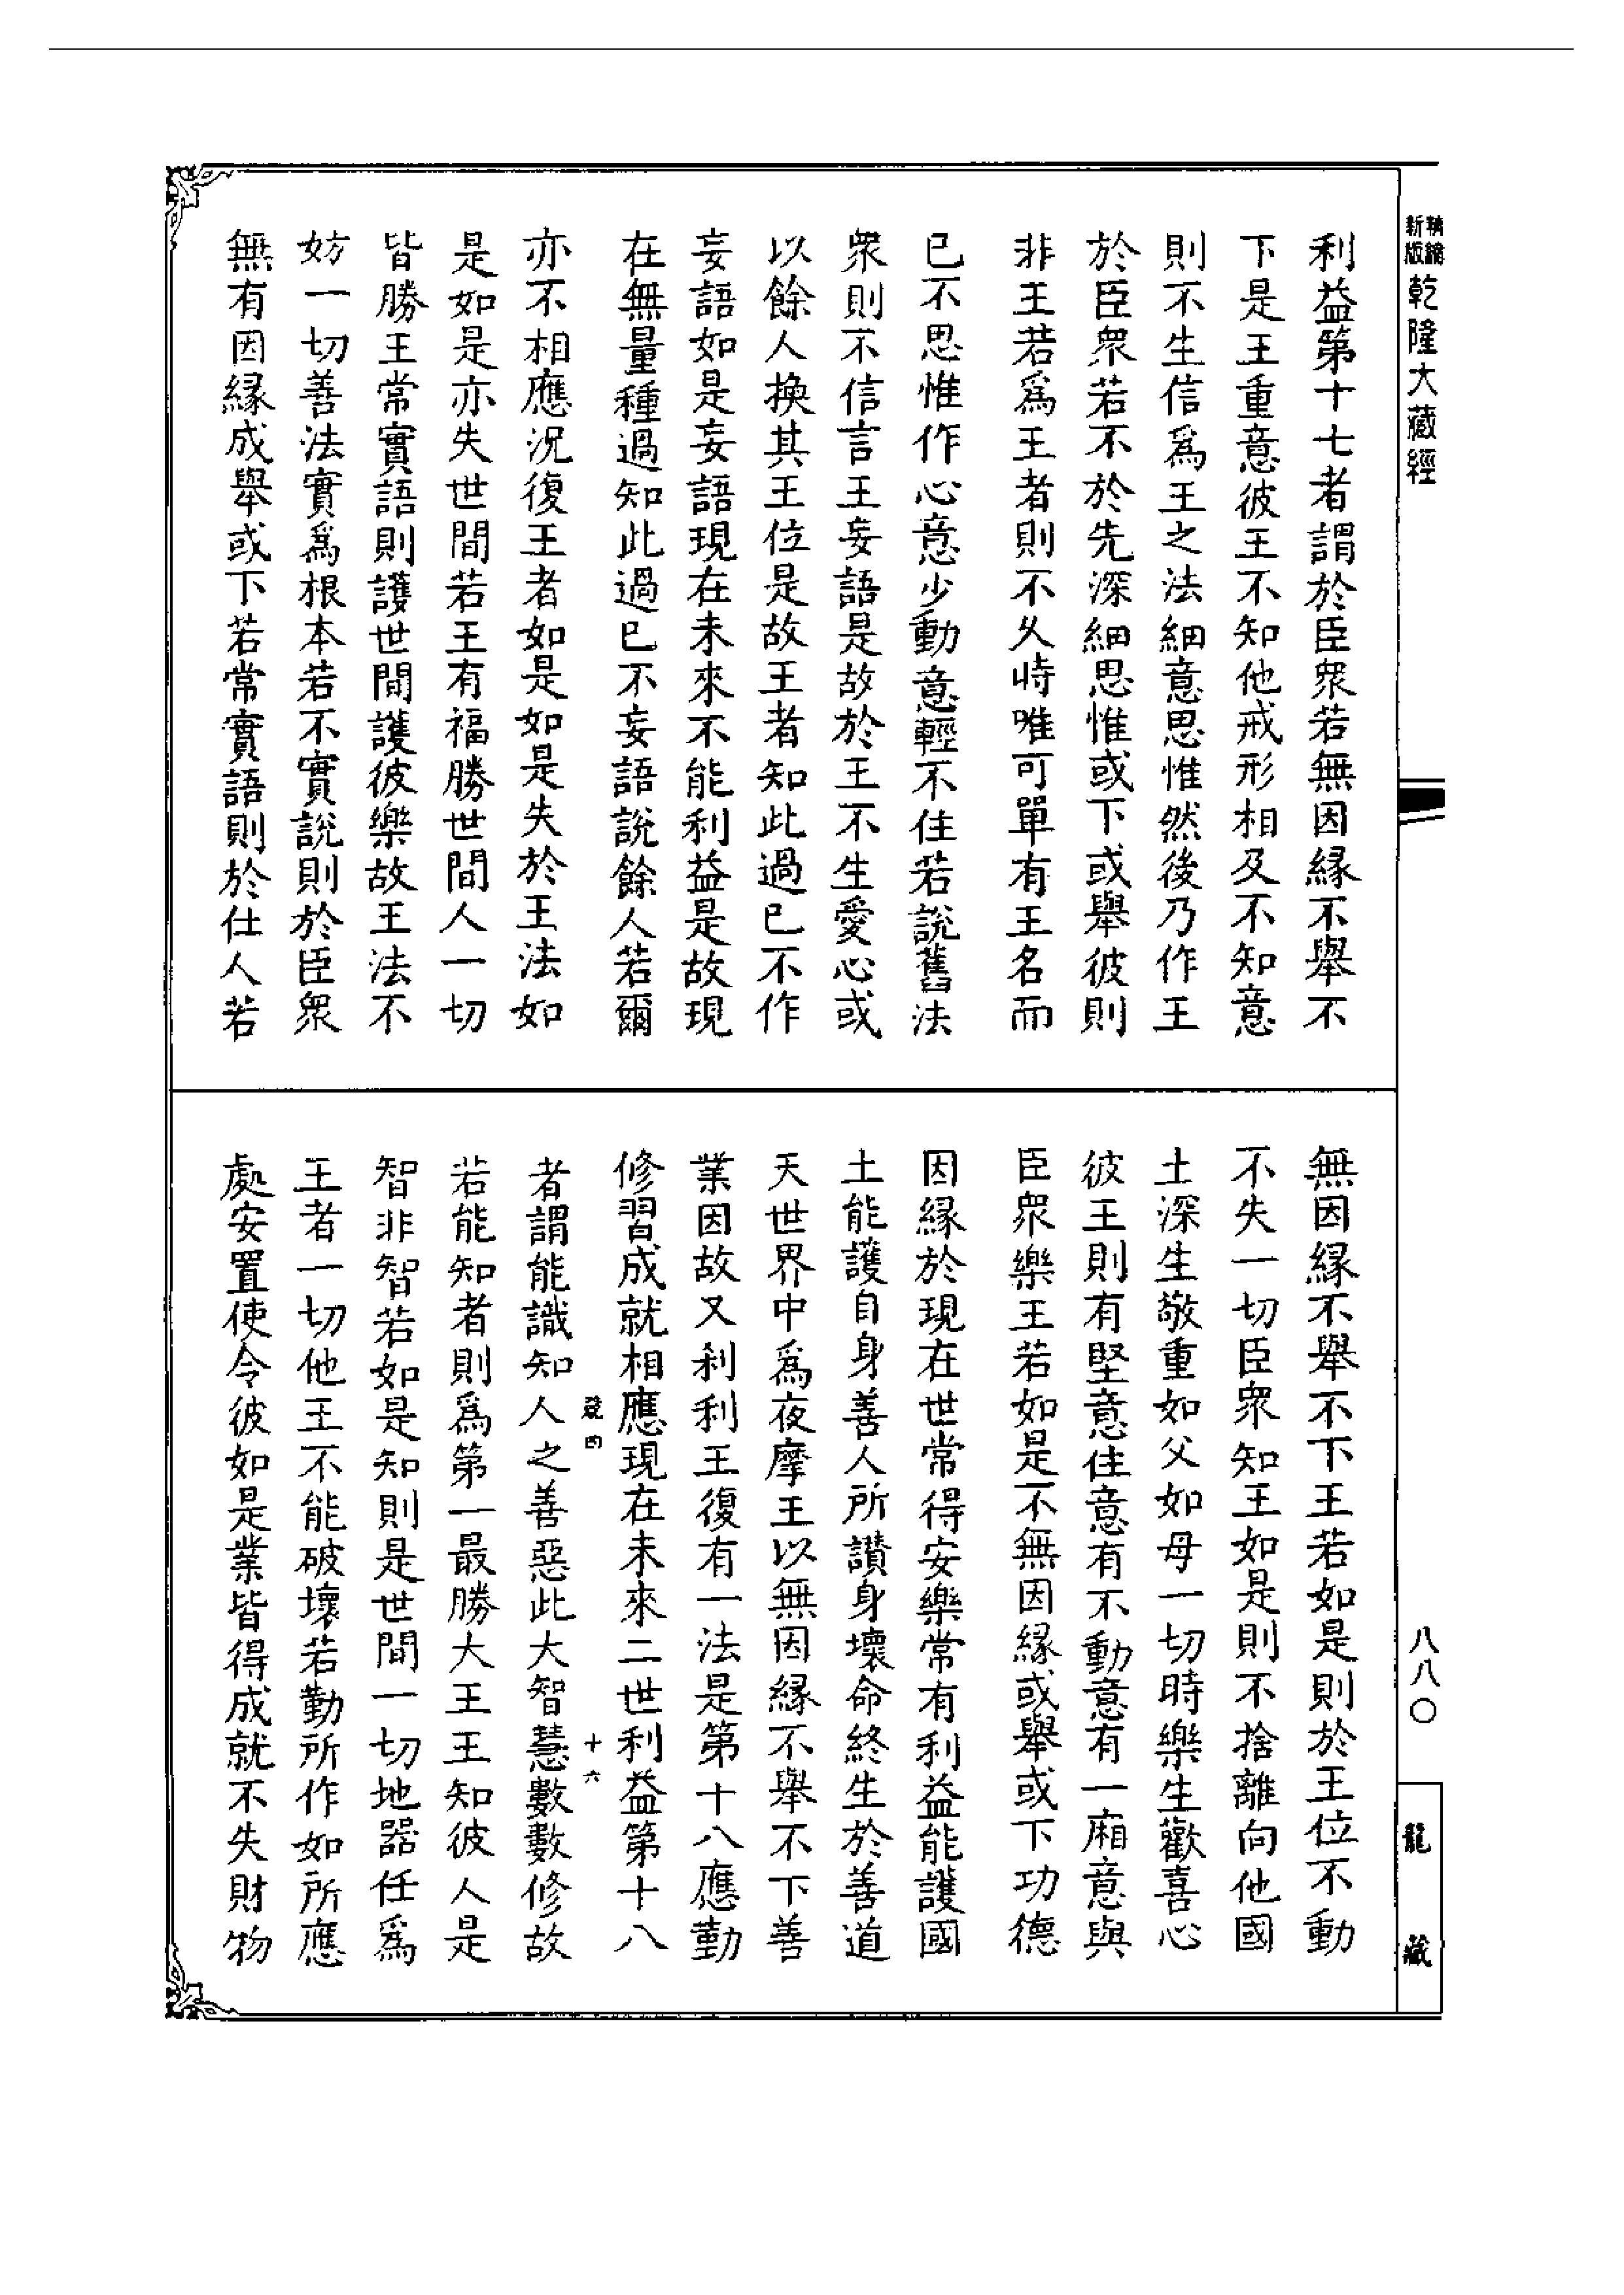 精繕新版乾隆大藏經
利益第十七者謂於臣眾若無因緣不舉不
下是王重意彼王不知他戒形相及不知意
則不生信爲王之法細意思惟然後乃作王
於臣眾若不於先深細思惟或下或舉彼則
非王若爲王者則不久時唯可單有王名而
已不思惟作心意少動意輕不住若說舊法
眾則不信言王妄語是故於王不生愛心或
以餘人換其王位是故王者知此過已不作
妄語如是妄語現在未來不能利益是故現
在無量種過知此過已不妄語說餘人若爾
亦不相應況復王者如是如是失於王法如
是如是亦失世間若王有福勝世間人一切
皆勝王常實語則護世間護彼樂故王法不
妨一切善法實爲根本若不實說則於臣眾
無有因緣成舉或下若常實語則於仕人若
無因緣不舉不下王若如是則於王位不動
不失一切臣眾知王如是則不捨離向他國
土深生敬重如父如母一切時樂生歡喜心
彼王則有堅意住意有不動意有一廂意與
臣眾樂王若如是不無因緣或舉或下功德
因緣於現在世常得安樂常有利益能護國
土能護自身善人所讚身壞命終生於善道
天世界中爲夜摩王以無因緣不舉不下善
業因故又剎利王復有一法是第十八應勤
修習成就相應現在未來二世利益第十八
十六
者謂能識知人之善惡此大智慧數數修故
若能知者則爲第一最勝大王王知彼人是
智非智若如是知則是世間一切地器任爲
王者一切他王不能破壞若勤所作如所應
處安置使令彼如是業皆得成就不失財物
八八〇
龍藏